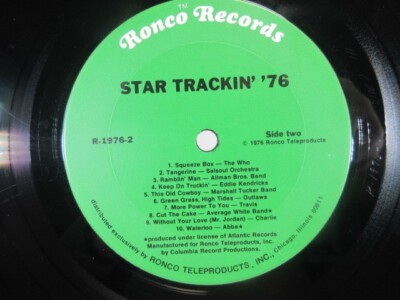 TM
Ronco Records
STAR TRACKIN' '76
R-1976-2
Side two
© 1976 Ronco Teleproducts
1. Squeeze Box — The Who
2. Tangerine — Salsoul Orchestra
3. Ramblin' Man — Allman Bros. Band
4. Keep On Truckin' — Eddie Kendricks
5. This Old Cowboy — Marshall Tucker Band
6. Green Grass, High Tides — Outlaws
7. More Power To You — Travis
8. Cut The Cake — Average White Band★
9. Without Your Love (Mr. Jordan) — Charlie
10. Waterloo — Abba★
★produced under license of Atlantic Records
Manufactured for Ronco Teleproducts, Inc.
by Columbia Record Productions.
distributed exclusively by RONCO TELEPRODUCTS, INC., Chicago, Illinois 60611